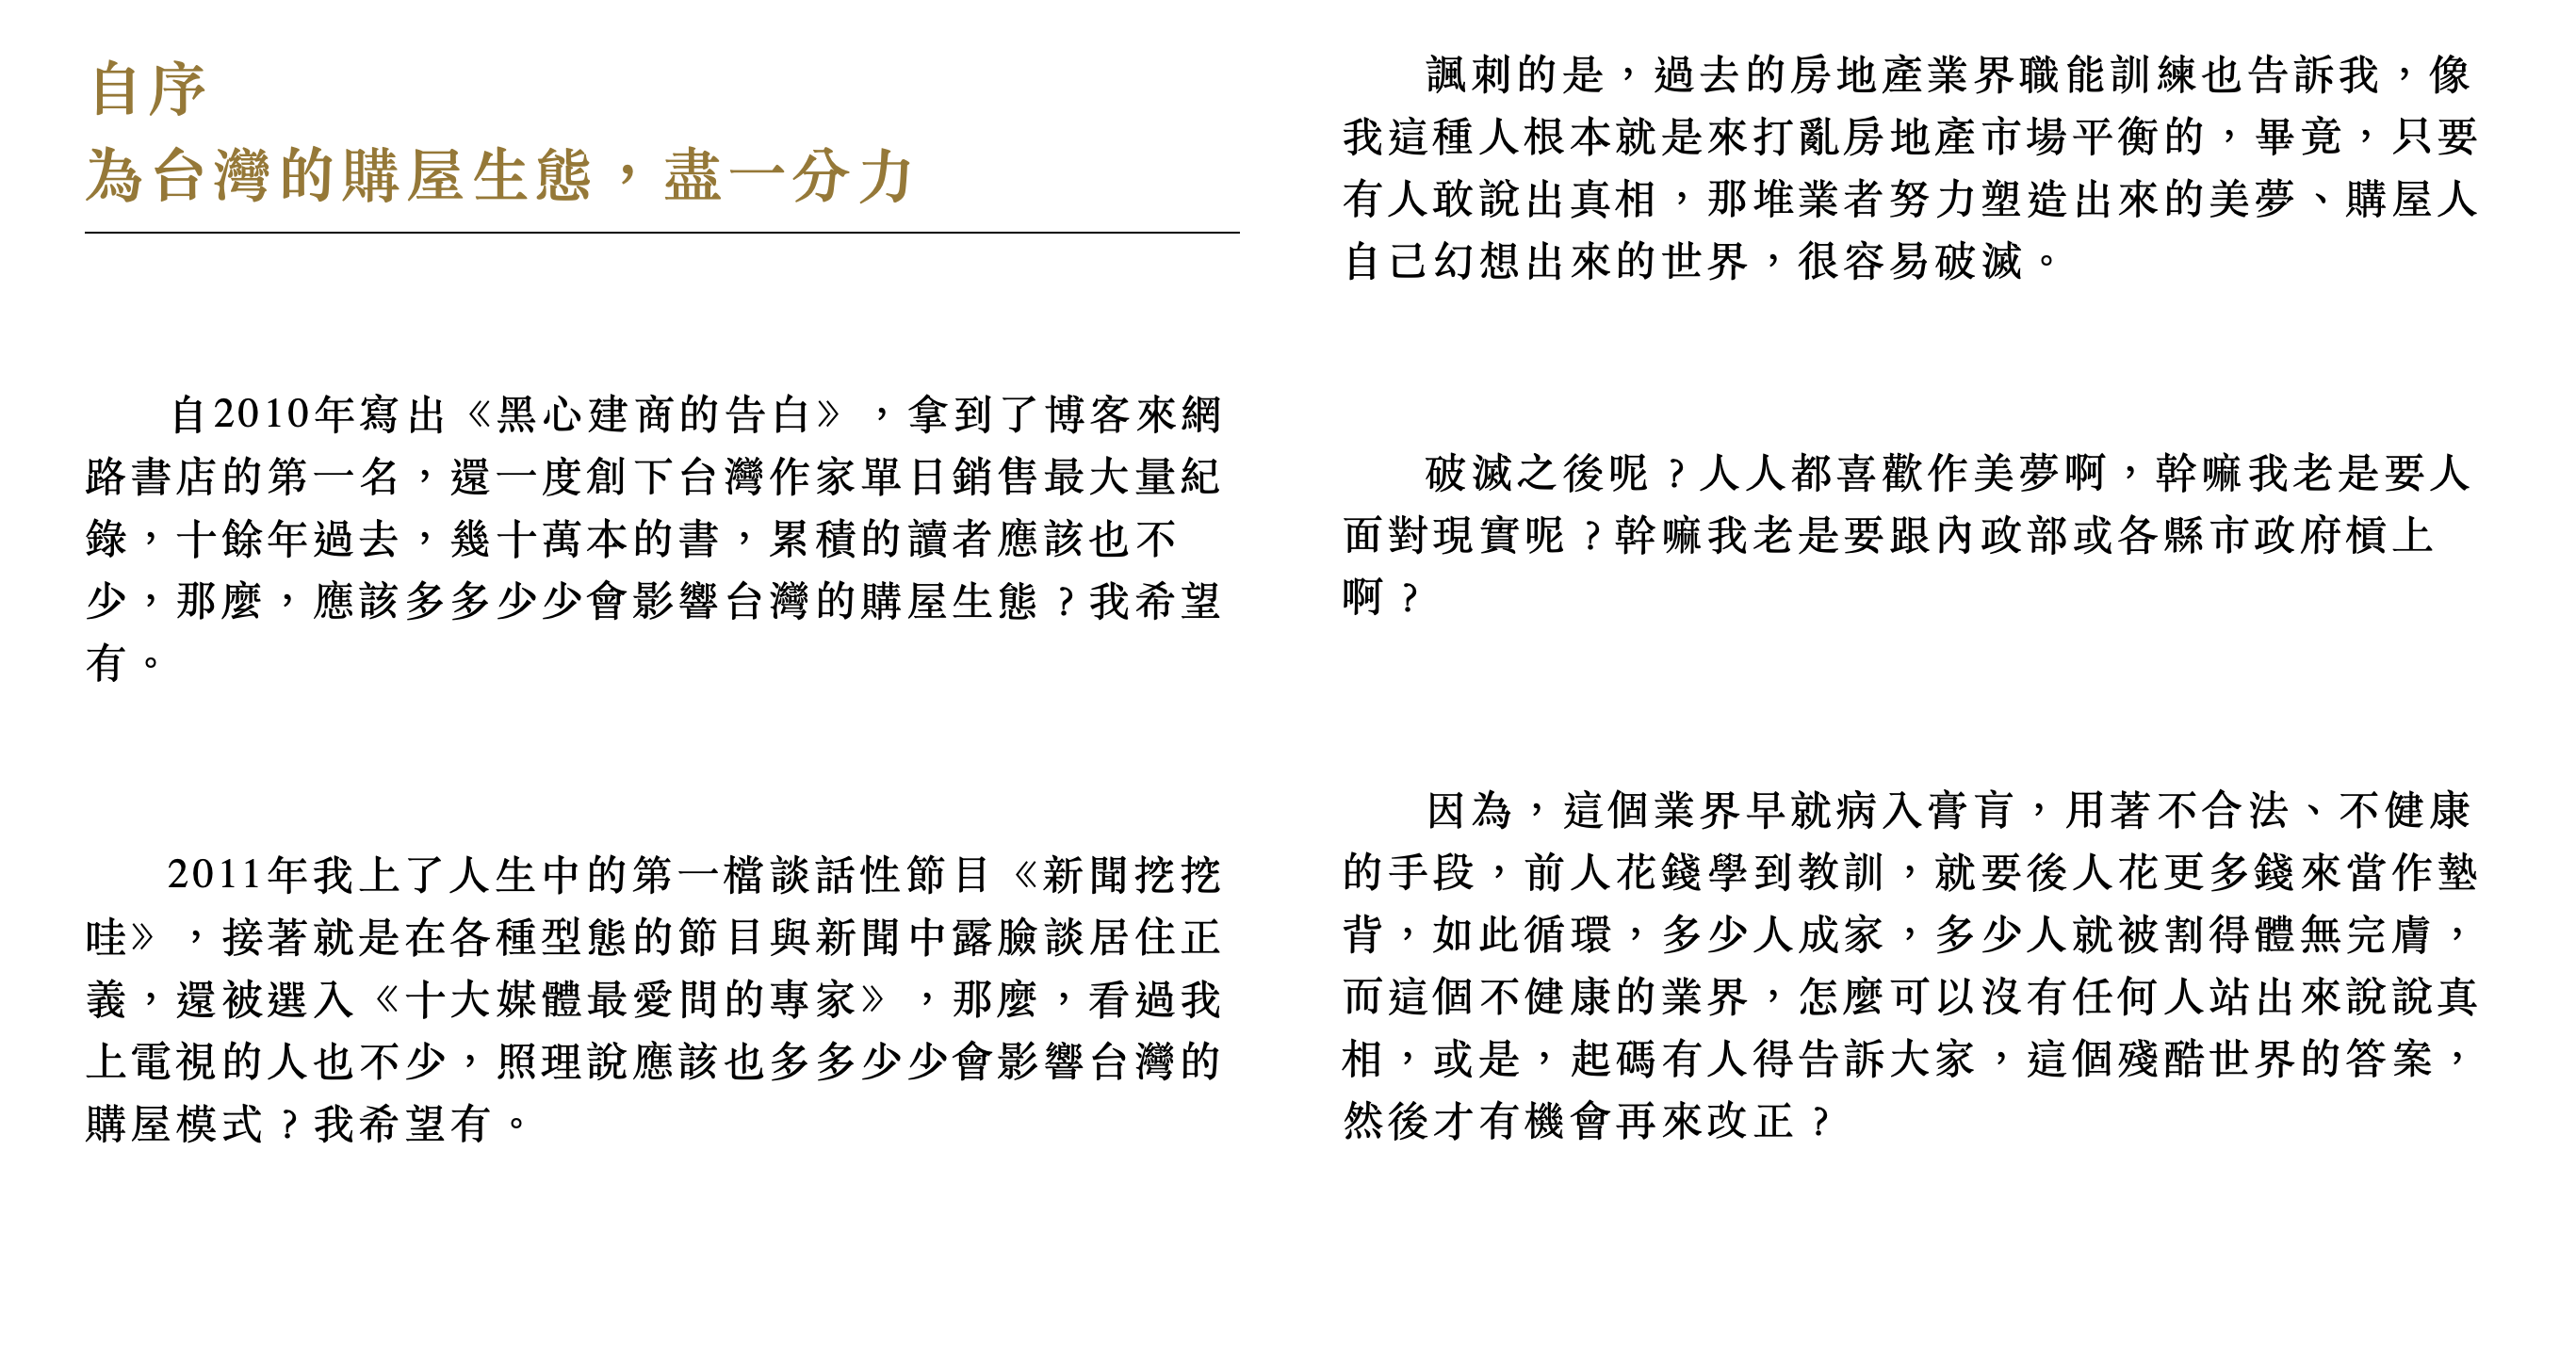 自序
為台灣的購屋生態，盡一分力
自2010年寫出《黑心建商的告白》，拿到了博客來網
路書店的第一名，還一度創下台灣作家單日銷售最大量紀
錄，十餘年過去，幾十萬本的書，累積的讀者應該也不
少，那麼，應該多多少少會影響台灣的購屋生態？我希望
有。
2011年我上了人生中的第一檔談話性節目《新聞挖挖
哇》，接著就是在各種型態的節目與新聞中露臉談居住正
義，還被選入《十大媒體最愛問的專家》，那麼，看過我
上電視的人也不少，照理說應該也多多少少會影響台灣的
購屋模式？我希望有。
諷刺的是，過去的房地產業界職能訓練也告訴我，像
我這種人根本就是來打亂房地產市場平衡的，畢竟，只要
有人敢說出真相，那堆業者努力塑造出來的美夢、購屋人
自己幻想出來的世界，很容易破滅。
破滅之後呢？人人都喜歡作美夢啊，幹嘛我老是要人
面對現實呢？幹嘛我老是要跟內政部或各縣市政府槓上
啊？
因為，這個業界早就病入膏肓，用著不合法、不健康
的手段，前人花錢學到教訓，就要後人花更多錢來當作墊
背，如此循環，多少人成家，多少人就被割得體無完膚，
而這個不健康的業界，怎麼可以沒有任何人站出來說說真
相，或是，起碼有人得告訴大家，這個殘酷世界的答案，
然後才有機會再來改正？